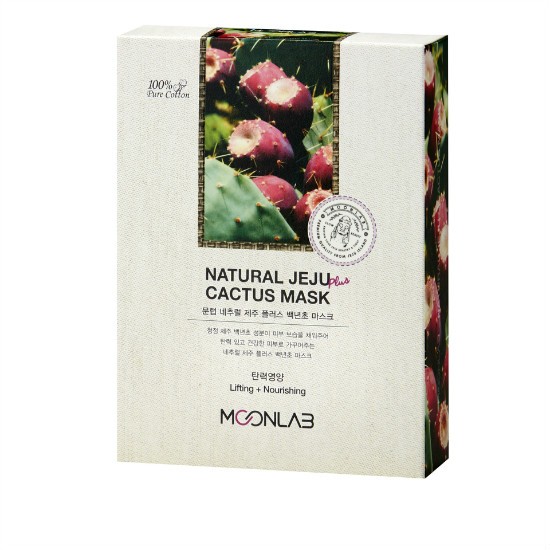 100%
Pure Cotton
MOONLAB
NATURAL JEJU plus
CACTUS MASK
문랩 네추럴 제주 플러스 백년초 마스크
청정 제주 백년초 성분이 피부 보습을 채워주어
탄력 있고 건강한 피부로 가꾸어주는
네추럴 제주 플러스 백년초 마스크
탄력영양
Lifting + Nourishing
MOONLAB